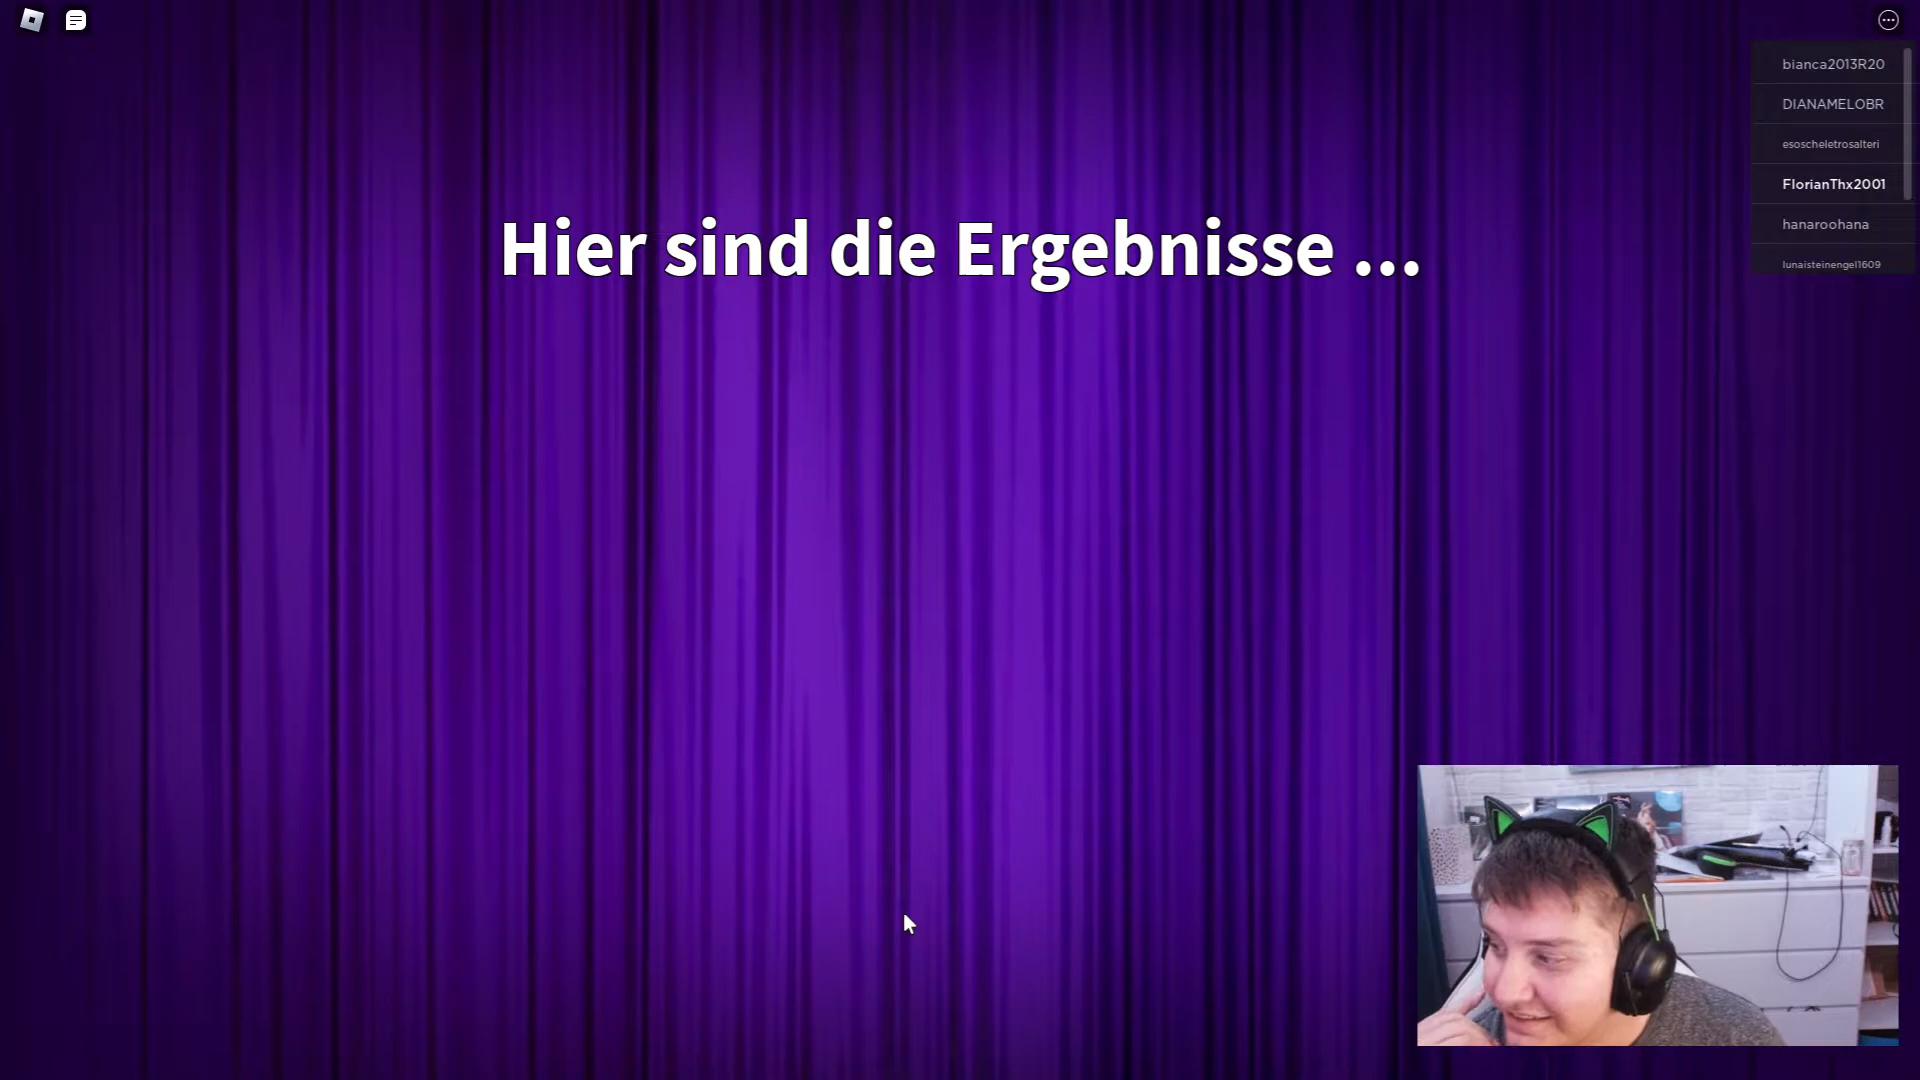 Hier sind die Ergebnisse ...
bianca2013R20
DIANAMELOBR
esoscheletrosalteri
FlorianThx2001
hanaroohana
lunaisteinengel1609